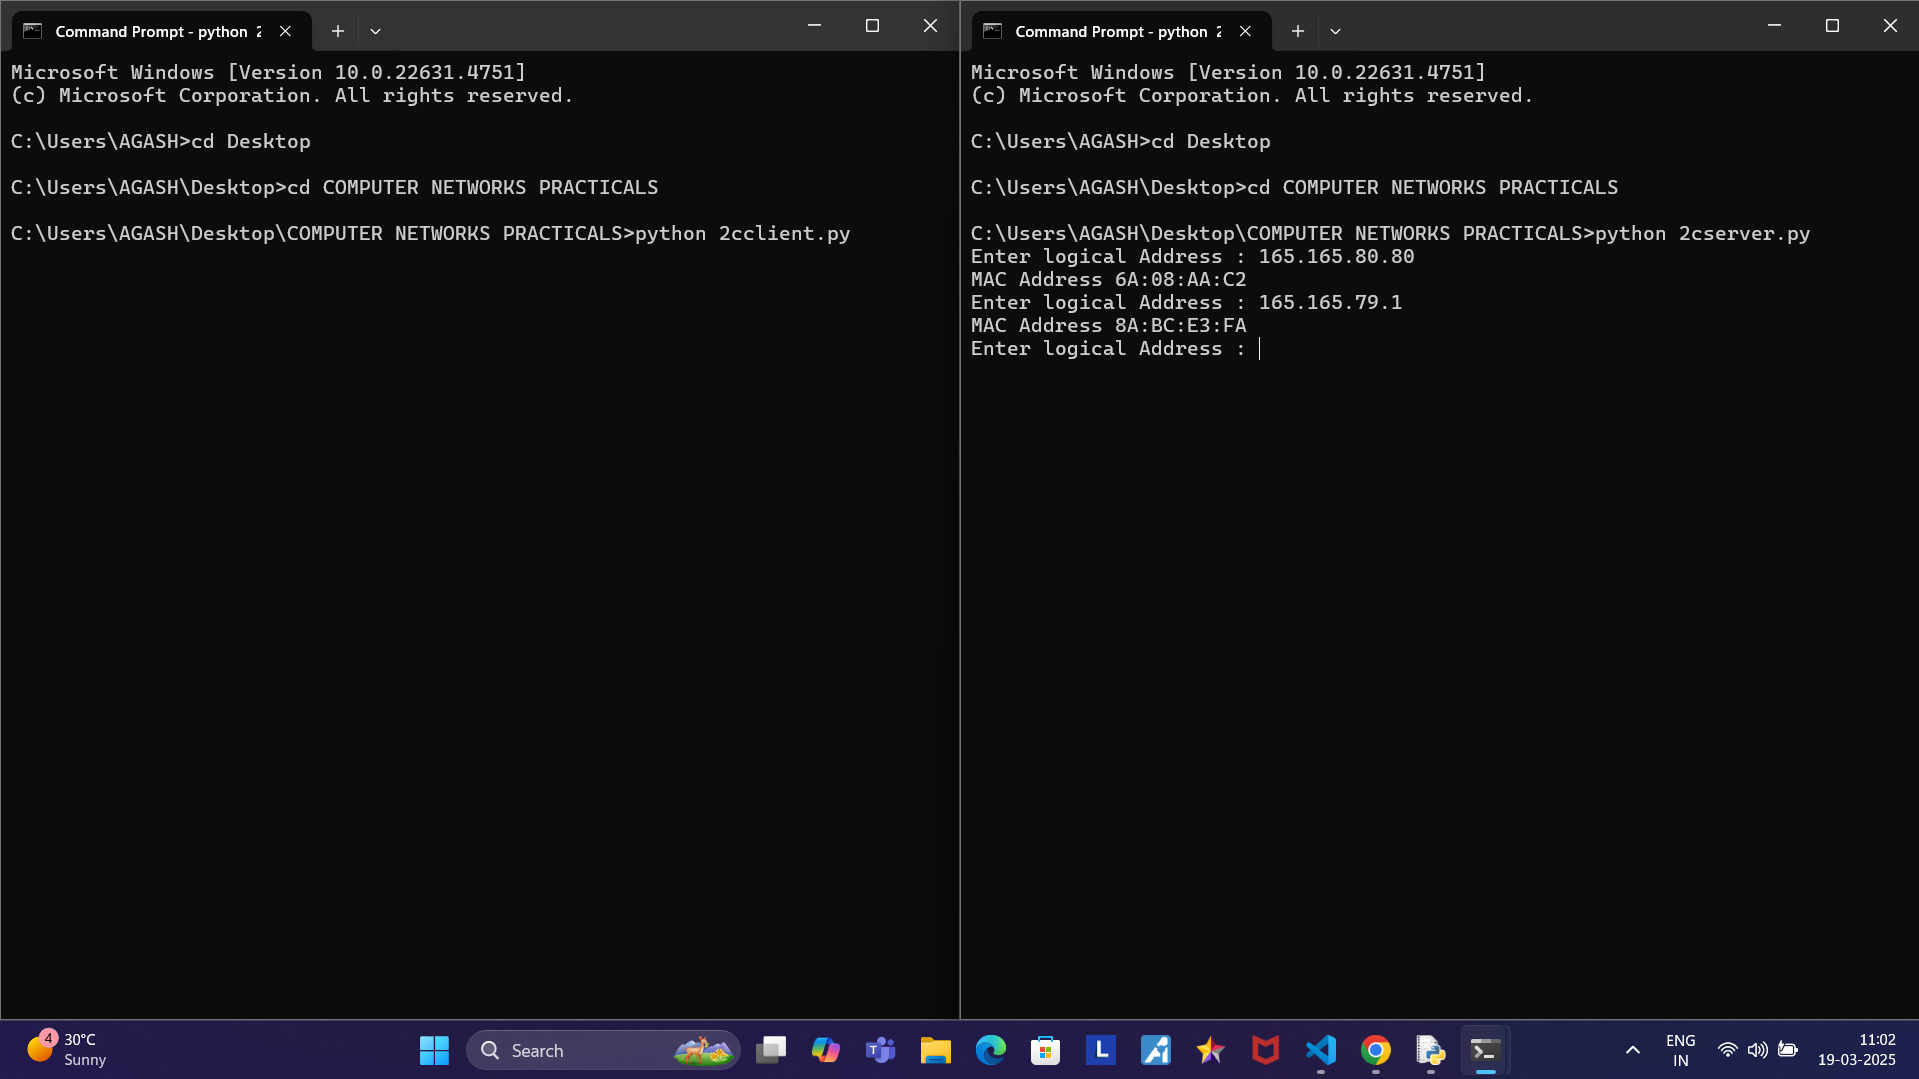 Command Prompt - python 2
Microsoft Windows [Version 10.0.22631.4751]
(c) Microsoft Corporation. All rights reserved.
C:\Users\AGASH>cd Desktop
C:\Users\AGASH\Desktop>cd COMPUTER NETWORKS PRACTICALS
C:\Users\AGASH\Desktop\COMPUTER NETWORKS PRACTICALS>python 2cclient.py
Command Prompt - python 2
Microsoft Windows [Version 10.0.22631.4751]
(c) Microsoft Corporation. All rights reserved.
C:\Users\AGASH>cd Desktop
C:\Users\AGASH\Desktop>cd COMPUTER NETWORKS PRACTICALS
C:\Users\AGASH\Desktop\COMPUTER NETWORKS PRACTICALS>python 2cserver.py
Enter logical Address : 165.165.80.80
MAC Address 6A:08:AA:C2
Enter logical Address : 165.165.79.1
MAC Address 8A:BC:E3:FA
Enter logical Address :
4
30°C
Sunny
Search
T
L
ENG
IN
11:02
19-03-2025